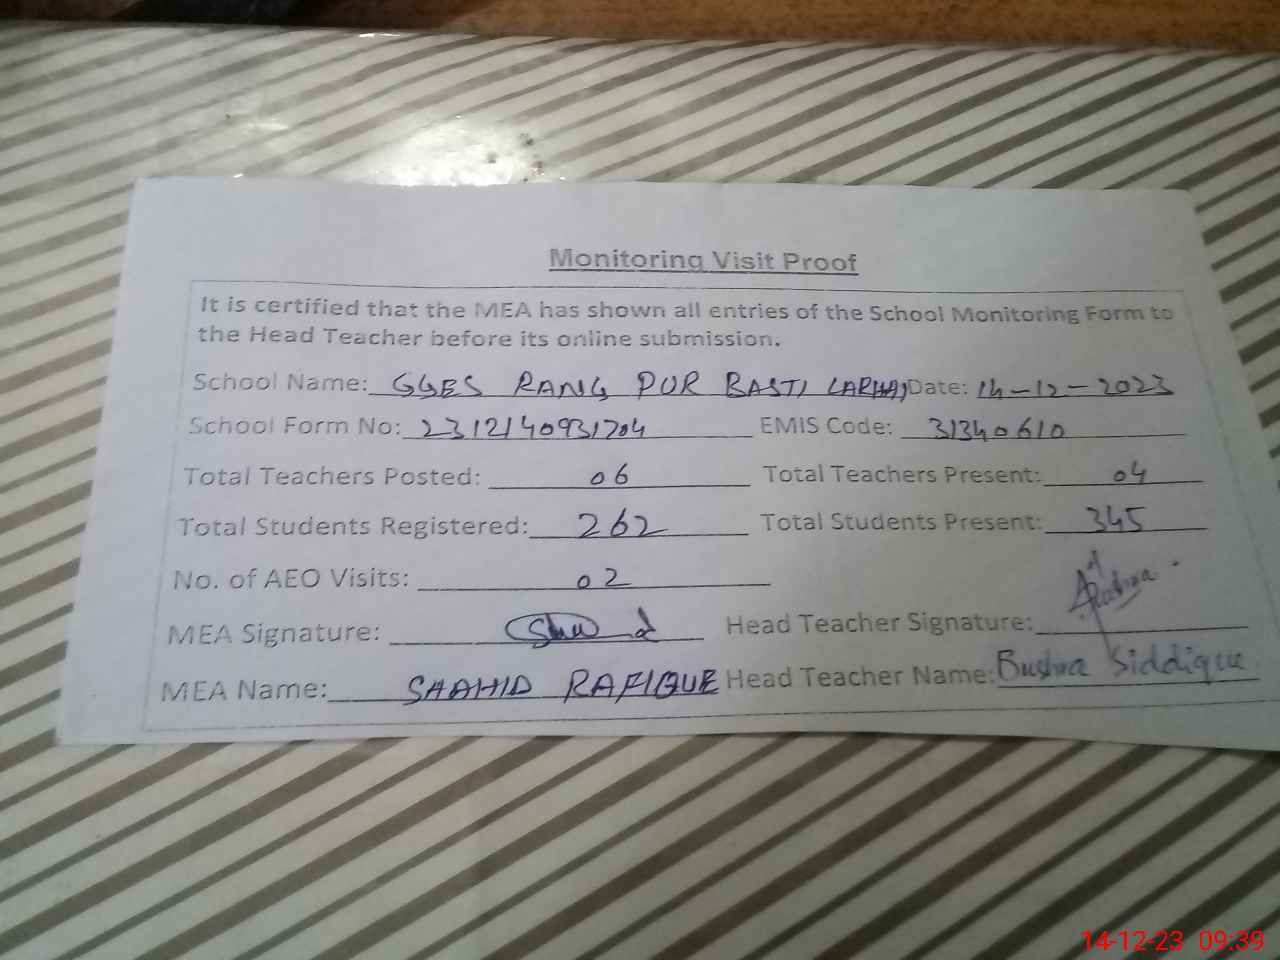 Monitoring Visit Proof
It is certified that the MEA has shown all entries of the School Monitoring Form to
the Head Teacher before its online submission.
School Name: GGES RANG PUR BASTI LARHA Date: 14-12-2023
School Form No: 2312140931704 EMIS Code: 31340610
Total Teachers Posted: 06 Total Teachers Present: 04
Total Students Registered: 262 Total Students Present: 345
No. of AEO Visits: 02
MEA Signature: Head Teacher Signature:
MEA Name: SHAHID RAFIQUE Head Teacher Name: Bushra Siddique
14-12-23 09:39